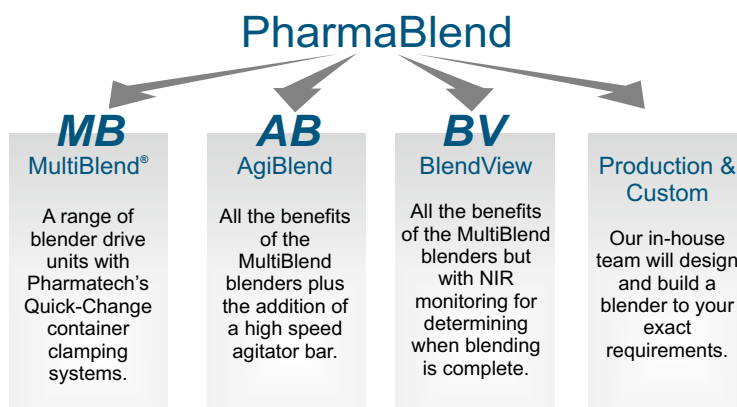 PharmaBlend
MB
MultiBlend®
A range of
blender drive
units with
Pharmatech's
Quick-Change
container
clamping
systems.
AB
AgiBlend
All the benefits
of the
MultiBlend
blenders plus
the addition of
a high speed
agitator bar.
BV
BlendView
All the benefits
of the MultiBlend
blenders but
with NIR
monitoring for
determining
when blending
is complete.
Production &
Custom
Our in-house
team will design
and build a
blender to your
exact
requirements.